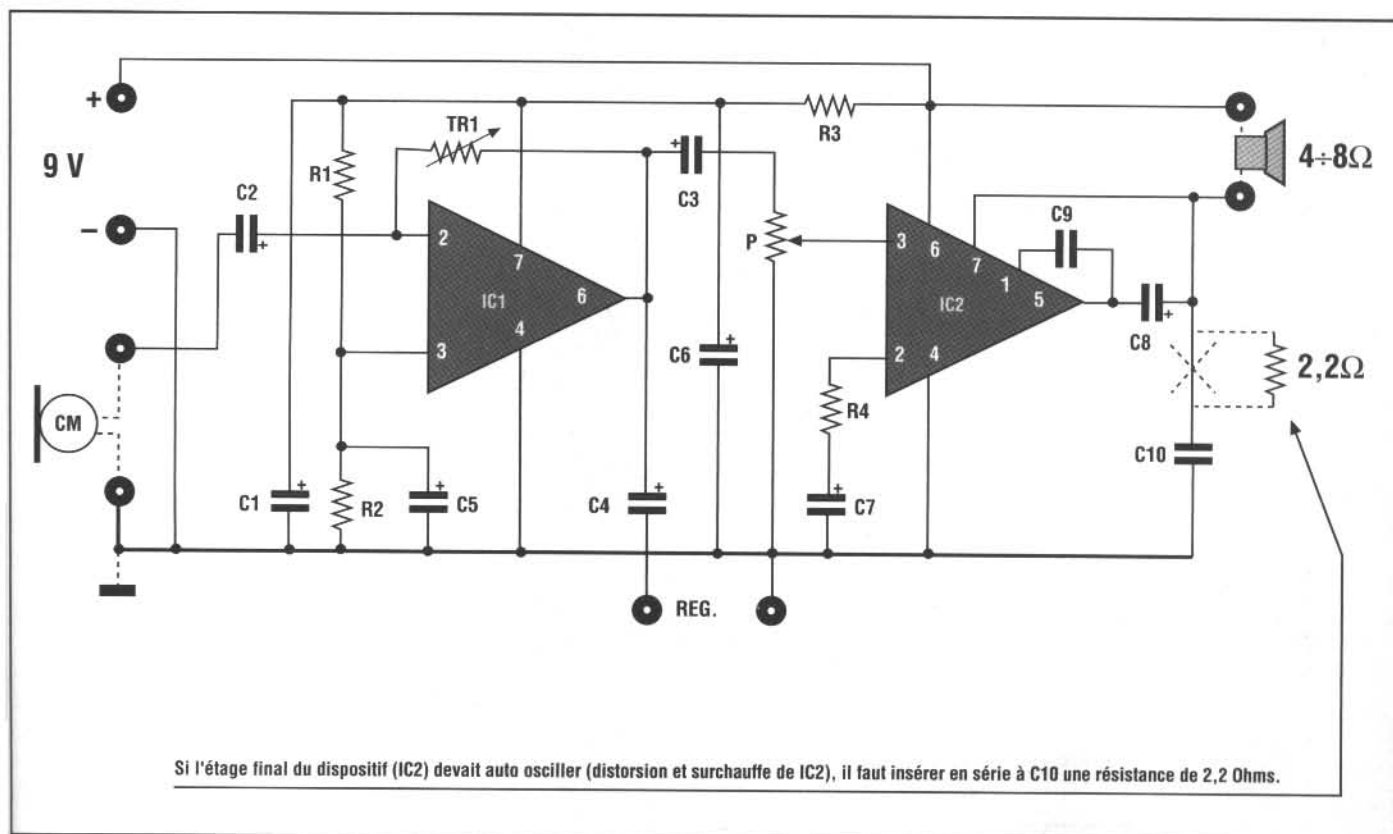 +
9 V
−
C2
+
R1
TR1
2
7
IC1
6
3
4
+
C3
R3
P
3
6
7
1
5
IC2
2
4
C9
C8
+
4÷8Ω
2,2Ω
C6
+
R4
C10
CM
C1
+
R2
+
C5
C4
+
+
C7
REG.
Si l'étage final du dispositif (IC2) devait auto osciller (distorsion et surchauffe de IC2), il faut insérer en série à C10 une résistance de 2,2 Ohms.